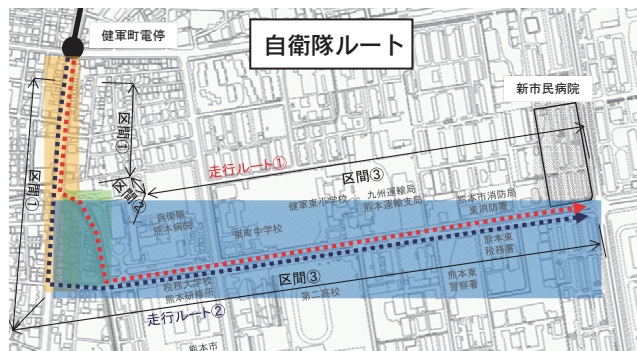 健軍町電停
自衛隊ルート
新市民病院
区間①
区間①
区間②
走行ルート①
区間③
自衛隊
熊本病院
東町中学校
健軍東小学校
九州運輸局
熊本運輸支局
熊本市消防局
東消防署
熊本東
税務署
区間③
税務大学校
熊本研修所
第二高校
熊本東
警察署
走行ルート②
熊本市